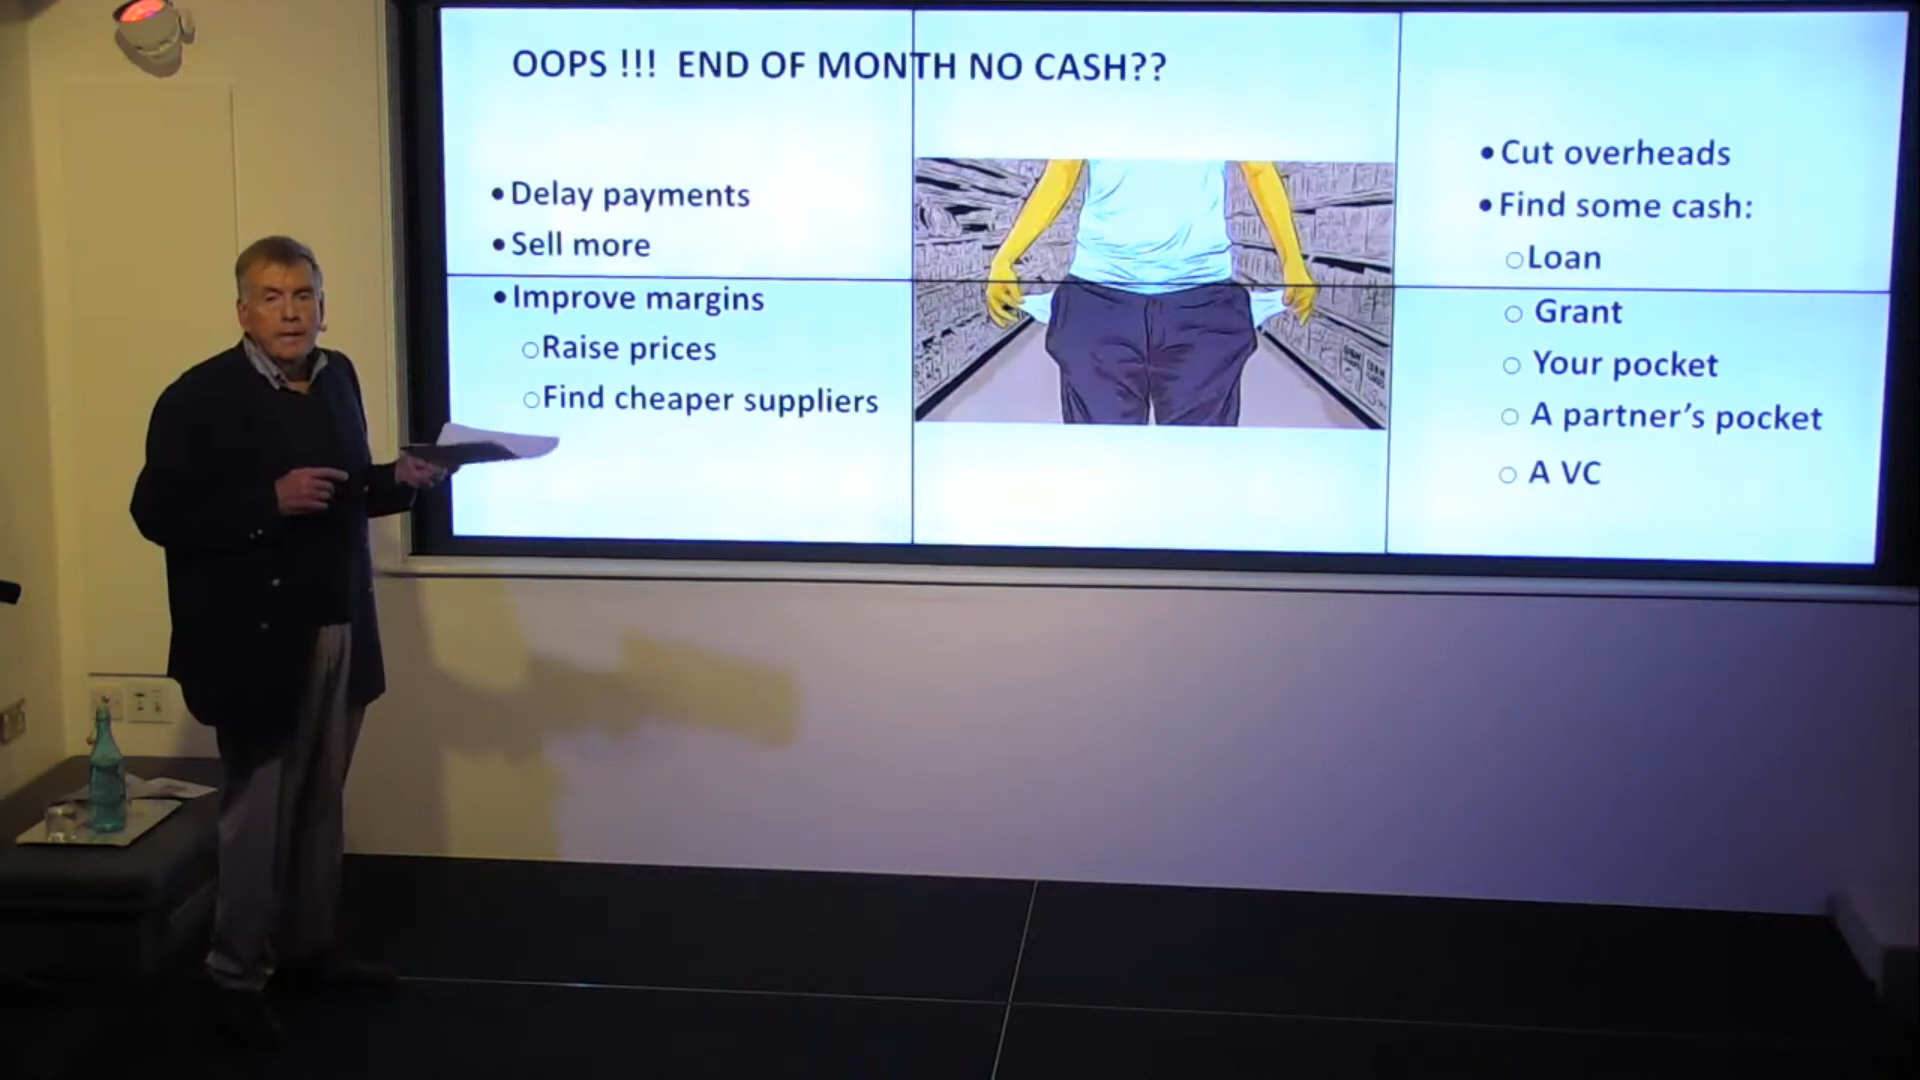 OOPS !!! END OF MONTH NO CASH??
• Delay payments
• Sell more
• Improve margins
○ Raise prices
○ Find cheaper suppliers
• Cut overheads
• Find some cash:
○ Loan
○ Grant
○ Your pocket
○ A partner’s pocket
○ A VC